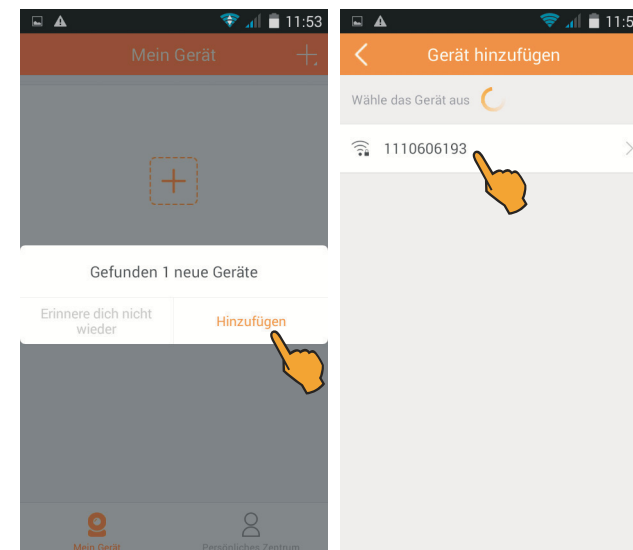 11:53
Mein Gerät
Gefunden 1 neue Geräte
Erinnere dich nicht
wieder
Hinzufügen
Mein Gerät
Persönliches Zentrum
11:5
Gerät hinzufügen
Wähle das Gerät aus
1110606193